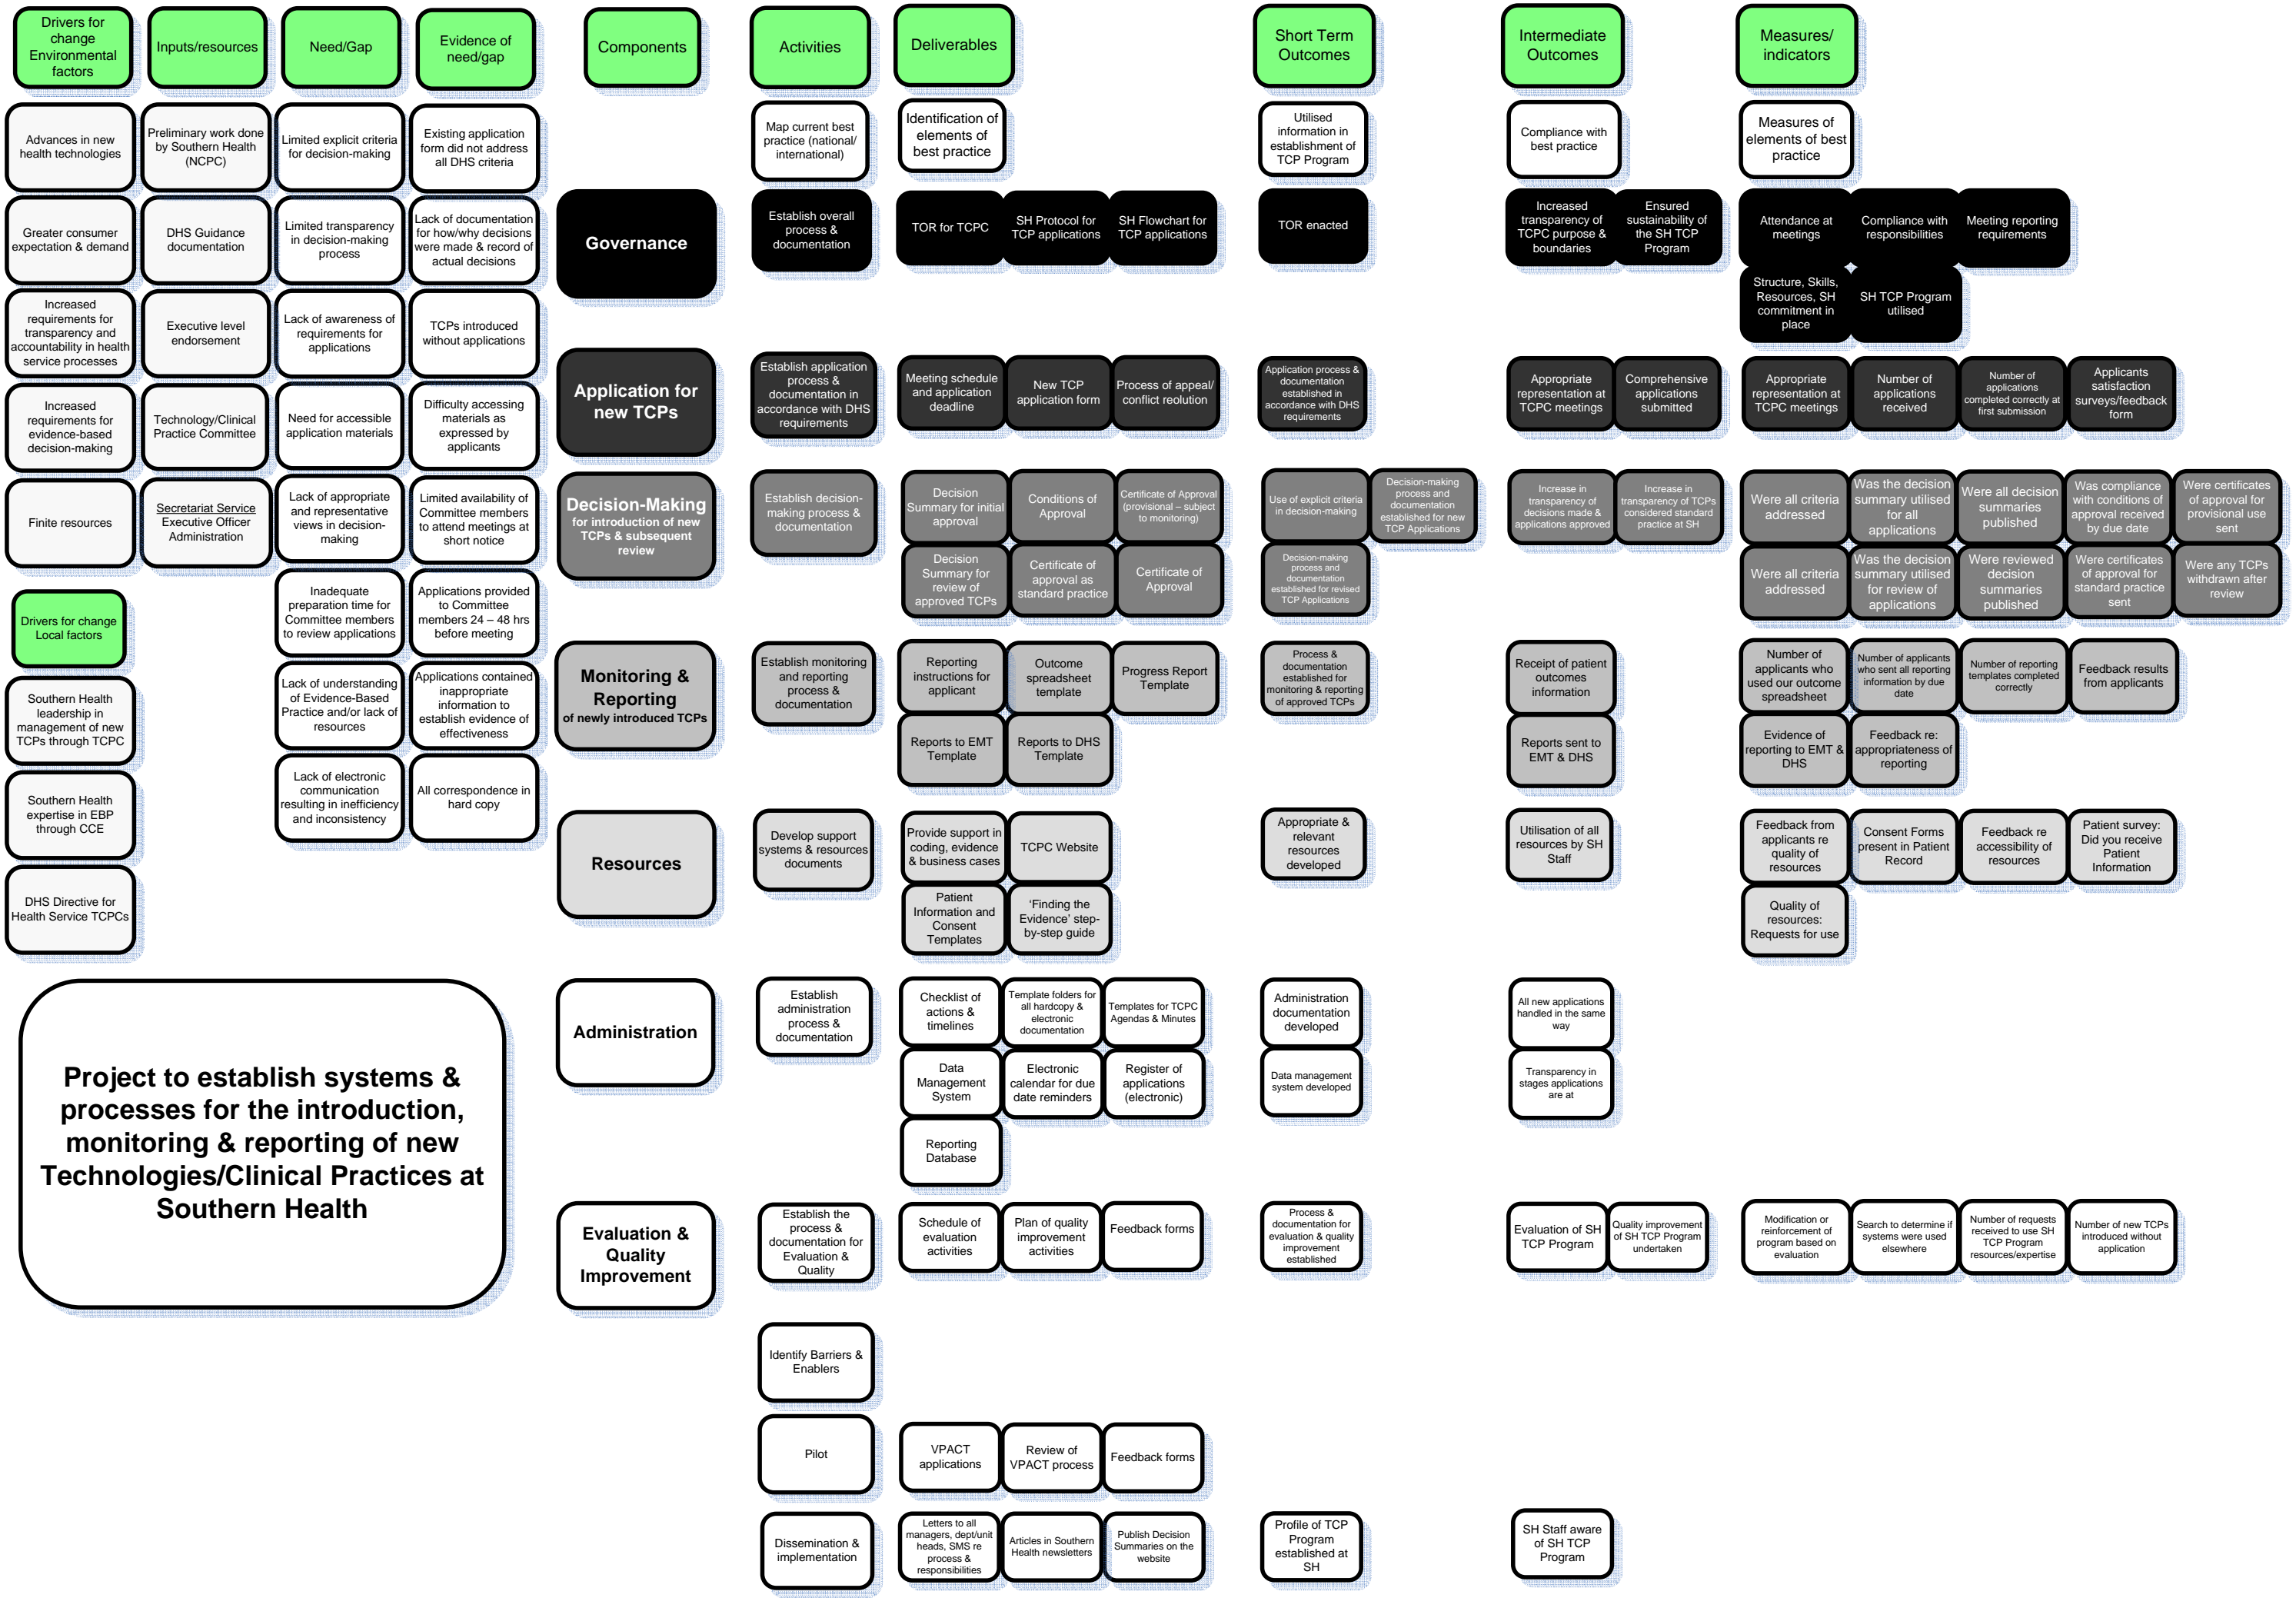 Drivers for
change
Environmental
factors
Inputs/resources
Need/Gap
Evidence of
need/gap
Components
Activities
Deliverables
Short Term
Outcomes
Intermediate
Outcomes
Measures/
indicators
Advances in new
health technologies
Greater consumer
expectation & demand
Increased
requirements for
transparency and
accountability in health
service processes
Increased
requirements for
evidence-based
decision-making
Finite resources
Drivers for change
Local factors
Southern Health
leadership in
management of new
TCPs through TCPC
Southern Health
expertise in EBP
through CCE
DHS Directive for
Health Service TCPCs
Preliminary work done
by Southern Health
(NCPC)
DHS Guidance
documentation
Executive level
endorsement
Technology/Clinical
Practice Committee
Secretariat Service
Executive Officer
Administration
Limited explicit criteria
for decision-making
Limited transparency
in decision-making
process
Lack of awareness of
requirements for
applications
Need for accessible
application materials
Lack of appropriate
and representative
views in decision-
making
Inadequate
preparation time for
Committee members
to review applications
Lack of understanding
of Evidence-Based
Practice and/or lack of
resources
Lack of electronic
communication
resulting in inefficiency
and inconsistency
Existing application
form did not address
all DHS criteria
Lack of documentation
for how/why decisions
were made & record of
actual decisions
TCPs introduced
without applications
Difficulty accessing
materials as
expressed by
applicants
Limited availability of
Committee members
to attend meetings at
short notice
Applications provided
to Committee
members 24 – 48 hrs
before meeting
Applications contained
inappropriate
information to
establish evidence of
effectiveness
All correspondence in
hard copy
Project to establish systems &
processes for the introduction,
monitoring & reporting of new
Technologies/Clinical Practices at
Southern Health
Map current best
practice (national/
international)
Identification of
elements of
best practice
Utilised
information in
establishment of
TCP Program
Compliance with
best practice
Measures of
elements of best
practice
Governance
Establish overall
process &
documentation
TOR for TCPC
SH Protocol for
TCP applications
SH Flowchart for
TCP applications
TOR enacted
Increased
transparency of
TCPC purpose &
boundaries
Ensured
sustainability of
the SH TCP
Program
Attendance at
meetings
Compliance with
responsibilities
Meeting reporting
requirements
Structure, Skills,
Resources, SH
commitment in
place
SH TCP Program
utilised
Application for
new TCPs
Establish application
process &
documentation in
accordance with DHS
requirements
Meeting schedule
and application
deadline
New TCP
application form
Process of appeal/
conflict reolution
Application process &
documentation
established in
accordance with DHS
requirements
Appropriate
representation at
TCPC meetings
Comprehensive
applications
submitted
Appropriate
representation at
TCPC meetings
Number of
applications
received
Number of
applications
completed correctly at
first submission
Applicants
satisfaction
surveys/feedback
form
Decision-Making
for introduction of new
TCPs & subsequent
review
Establish decision-
making process &
documentation
Decision
Summary for initial
approval
Conditions of
Approval
Certificate of Approval
(provisional – subject
to monitoring)
Decision
Summary for
review of
approved TCPs
Certificate of
approval as
standard practice
Certificate of
Approval
Use of explicit criteria
in decision-making
Decision-making
process and
documentation
established for new
TCP Applications
Decision-making
process and
documentation
established for revised
TCP Applications
Increase in
transparency of
decisions made &
applications approved
Increase in
transparency of TCPs
considered standard
practice at SH
Were all criteria
addressed
Was the decision
summary utilised
for all
applications
Were all decision
summaries
published
Was compliance
with conditions of
approval received
by due date
Were certificates
of approval for
provisional use
sent
Were all criteria
addressed
Was the decision
summary utilised
for review of
applications
Were reviewed
decision
summaries
published
Were certificates
of approval for
standard practice
sent
Were any TCPs
withdrawn after
review
Monitoring &
Reporting
of newly introduced TCPs
Establish monitoring
and reporting
process &
documentation
Reporting
instructions for
applicant
Outcome
spreadsheet
template
Progress Report
Template
Reports to EMT
Template
Reports to DHS
Template
Process &
documentation
established for
monitoring & reporting
of approved TCPs
Receipt of patient
outcomes
information
Reports sent to
EMT & DHS
Number of
applicants who
used our outcome
spreadsheet
Number of applicants
who sent all reporting
information by due
date
Number of reporting
templates completed
correctly
Feedback results
from applicants
Evidence of
reporting to EMT &
DHS
Feedback re:
appropriateness of
reporting
Resources
Develop support
systems & resources
documents
Provide support in
coding, evidence
& business cases
TCPC Website
Patient
Information and
Consent
Templates
‘Finding the
Evidence’ step-
by-step guide
Appropriate &
relevant
resources
developed
Utilisation of all
resources by SH
Staff
Feedback from
applicants re
quality of
resources
Consent Forms
present in Patient
Record
Feedback re
accessibility of
resources
Patient survey:
Did you receive
Patient
Information
Quality of
resources:
Requests for use
Administration
Establish
administration
process &
documentation
Checklist of
actions &
timelines
Template folders for
all hardcopy &
electronic
documentation
Templates for TCPC
Agendas & Minutes
Data
Management
System
Electronic
calendar for due
date reminders
Register of
applications
(electronic)
Reporting
Database
Administration
documentation
developed
Data management
system developed
All new applications
handled in the same
way
Transparency in
stages applications
are at
Evaluation &
Quality
Improvement
Establish the
process &
documentation for
Evaluation &
Quality
Schedule of
evaluation
activities
Plan of quality
improvement
activities
Feedback forms
Process &
documentation for
evaluation & quality
improvement
established
Evaluation of SH
TCP Program
Quality improvement
of SH TCP Program
undertaken
Modification or
reinforcement of
program based on
evaluation
Search to determine if
systems were used
elsewhere
Number of requests
received to use SH
TCP Program
resources/expertise
Number of new TCPs
introduced without
application
Identify Barriers &
Enablers
Pilot
VPACT
applications
Review of
VPACT process
Feedback forms
Dissemination &
implementation
Letters to all
managers, dept/unit
heads, SMS re
process &
responsibilities
Articles in Southern
Health newsletters
Publish Decision
Summaries on the
website
Profile of TCP
Program
established at
SH
SH Staff aware
of SH TCP
Program